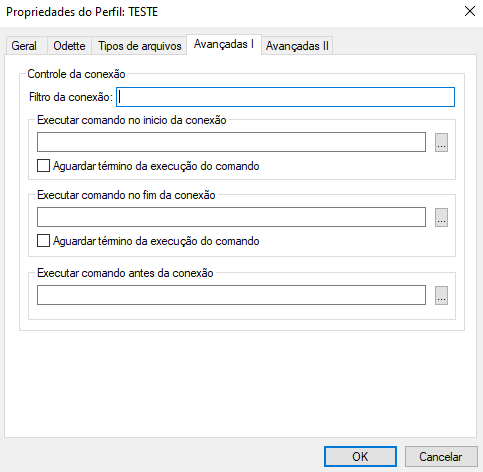 Propriedades do Perfil: TESTE
Geral Odette Tipos de arquivos Avançadas I Avançadas II
Controle da conexão
Filtro da conexão:
Executar comando no inicio da conexão
...
Aguardar término da execução do comando
Executar comando no fim da conexão
...
Aguardar término da execução do comando
Executar comando antes da conexão
...
OK Cancelar